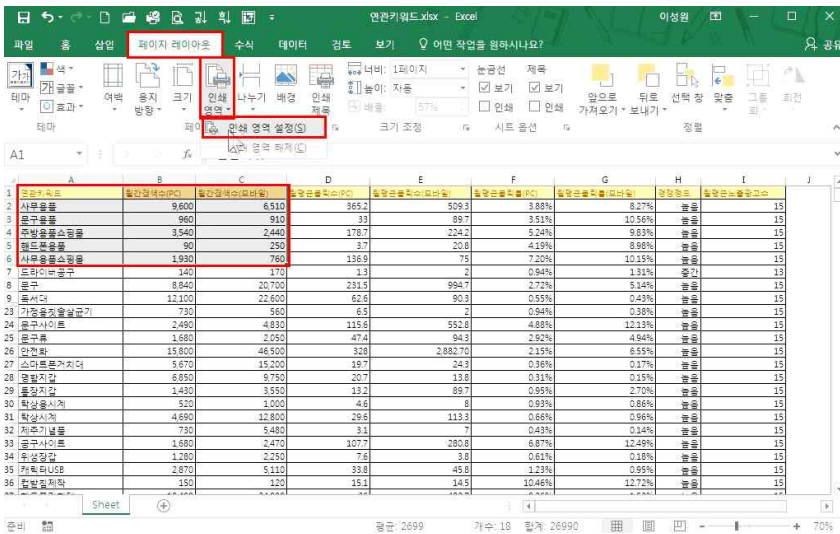 연관키워드.xlsx - Excel 이성원
파일 홈 삽입 페이지 레이아웃 수식 데이터 검토 보기 어떤 작업을 원하시나요? 공유
가가 색 너비: 1페이지 눈금선 제목
가 글꼴 높이: 자동 보기 보기
테마 효과 여백 용지 방향 크기 인쇄 영역 나누기 배경 인쇄 제목 배율: 57% 인쇄 인쇄 앞으로 가져오기 뒤로 보내기 선택 창 맞춤 그룹 회전
테마 페이 크기 조정 시트 옵션 정렬
인쇄 영역 설정(S)
인쇄 영역 해제(C)
A1 fx
A B C D E F G H I J
1 연관키워드 월간검색수(PC) 월간검색수(모바일) 월평균클릭수(PC) 월평균클릭수(모바일) 월평균클릭률(PC) 월평균클릭률(모바일) 경쟁정도 월평균노출광고수
2 사무용품 9,600 6,510 365.2 509.3 3.88% 8.27% 높음 15
3 문구용품 960 910 33 89.7 3.51% 10.56% 높음 15
4 주방용품쇼핑몰 3,540 2,440 178.7 224.2 5.24% 9.83% 높음 15
5 핸드폰용품 90 250 3.7 20.8 4.19% 8.98% 높음 15
6 사무용품쇼핑몰 1,930 760 136.9 75 7.20% 10.15% 높음 15
7 드라이버공구 140 170 1.3 2 0.94% 1.31% 중간 13
8 문구 8,840 20,700 231.5 994.7 2.72% 5.14% 높음 15
9 독서대 12,100 22,600 62.6 90.3 0.55% 0.43% 높음 15
23 가정용칫솔살균기 730 560 6.5 2 0.94% 0.38% 높음 15
24 문구사이트 2,490 4,830 115.6 552.8 4.88% 12.13% 높음 15
25 문구류 1,680 2,050 47.4 94.3 2.92% 4.94% 높음 15
26 안전화 15,800 46,500 328 2,882.70 2.15% 6.55% 높음 15
27 스마트폰거치대 5,670 15,200 19.7 24.3 0.36% 0.17% 높음 15
28 명함지갑 6,850 9,750 20.7 13.8 0.31% 0.15% 높음 15
29 통장지갑 1,430 3,550 13.2 89.7 0.95% 2.70% 높음 15
30 탁상용시계 520 1,000 4.6 8 0.93% 0.86% 높음 15
31 탁상시계 4,690 12,800 29.6 113.3 0.66% 0.96% 높음 15
32 제주기념품 730 5,480 3.1 7 0.43% 0.14% 높음 15
33 공구사이트 1,680 2,470 107.7 280.8 6.87% 12.49% 높음 15
34 위생장갑 1,280 2,250 7.6 3.8 0.61% 0.18% 높음 15
35 캐릭터USB 2,870 5,110 33.8 45.8 1.23% 0.95% 높음 15
36 컵받침제작 150 120 15.1 14.5 10.46% 12.72% 높음 15
Sheet
준비 평균: 2699 개수: 18 합계: 26990 70%